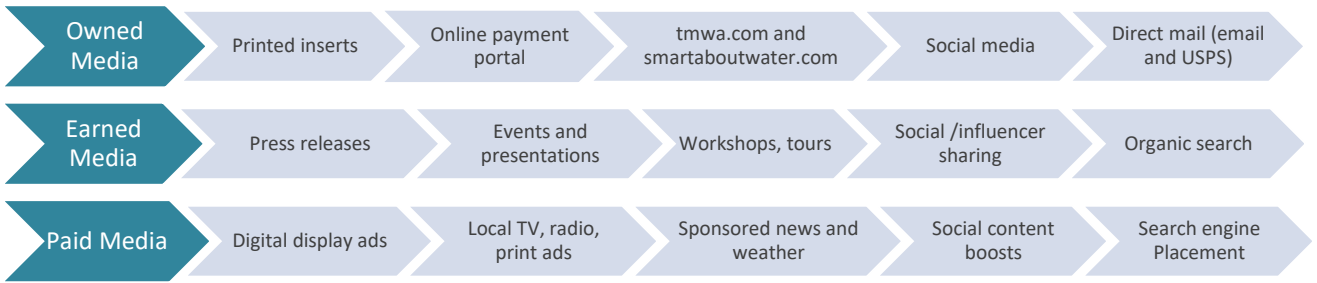 Owned
Media
Printed inserts
Online payment
portal
tmwa.com and
smartaboutwater.com
Social media
Direct mail (email
and USPS)
Earned
Media
Press releases
Events and
presentations
Workshops, tours
Social /influencer
sharing
Organic search
Paid Media
Digital display ads
Local TV, radio,
print ads
Sponsored news and
weather
Social content
boosts
Search engine
Placement